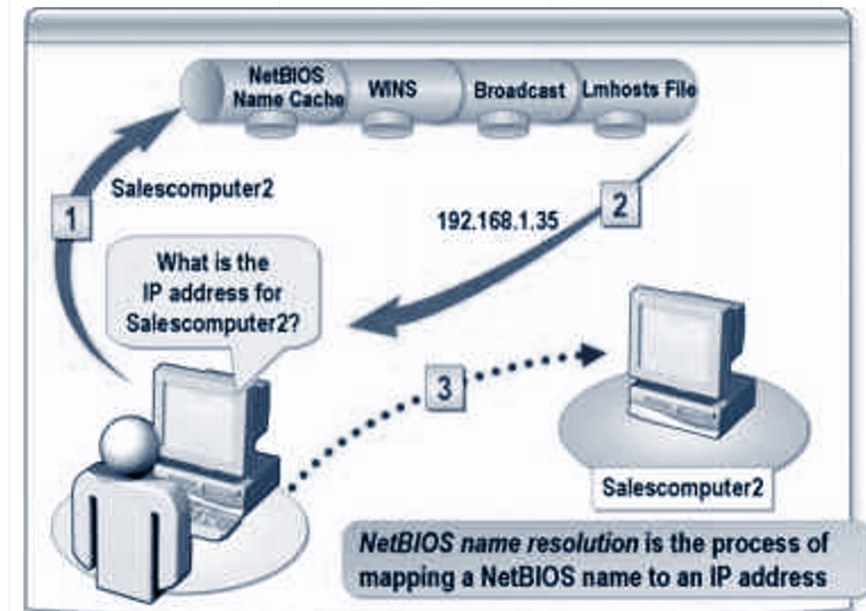 NetBIOS
Name Cache
WINS
Broadcast
Lmhosts File
1
Salescomputer2
2
192.168.1.35
What is the
IP address for
Salescomputer2?
3
Salescomputer2
NetBIOS name resolution is the process of
mapping a NetBIOS name to an IP address